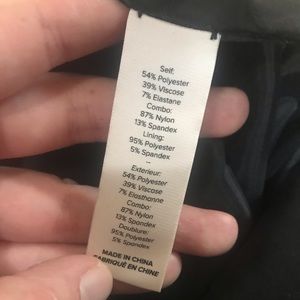 Self:
54% Polyester
39% Viscose
7% Elastane
Combo:
87% Nylon
13% Spandex
Lining:
95% Polyester
5% Spandex
--
Exterieur:
54% Polyester
39% Viscose
7% Elasthanne
Combo:
87% Nylon
13% Spandex
Doublure:
95% Polyester
5% Spandex
MADE IN CHINA
FABRIQUÉ EN CHINE